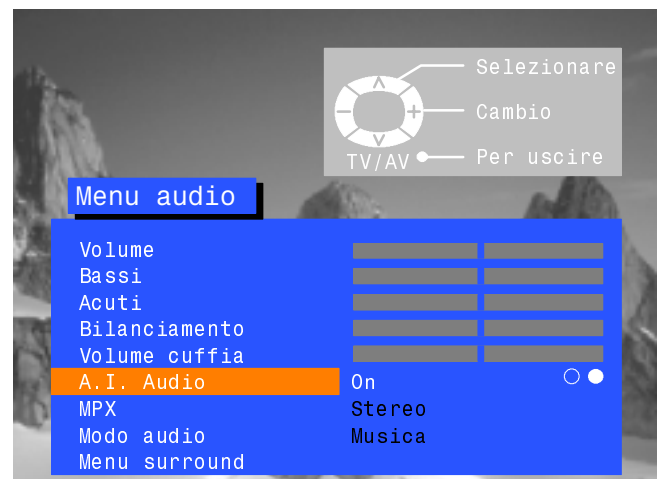 Selezionare
Cambio
TV/AV Per uscire
Menu audio
Volume
Bassi
Acuti
Bilanciamento
Volume cuffia
A.I. Audio On
MPX Stereo
Modo audio Musica
Menu surround